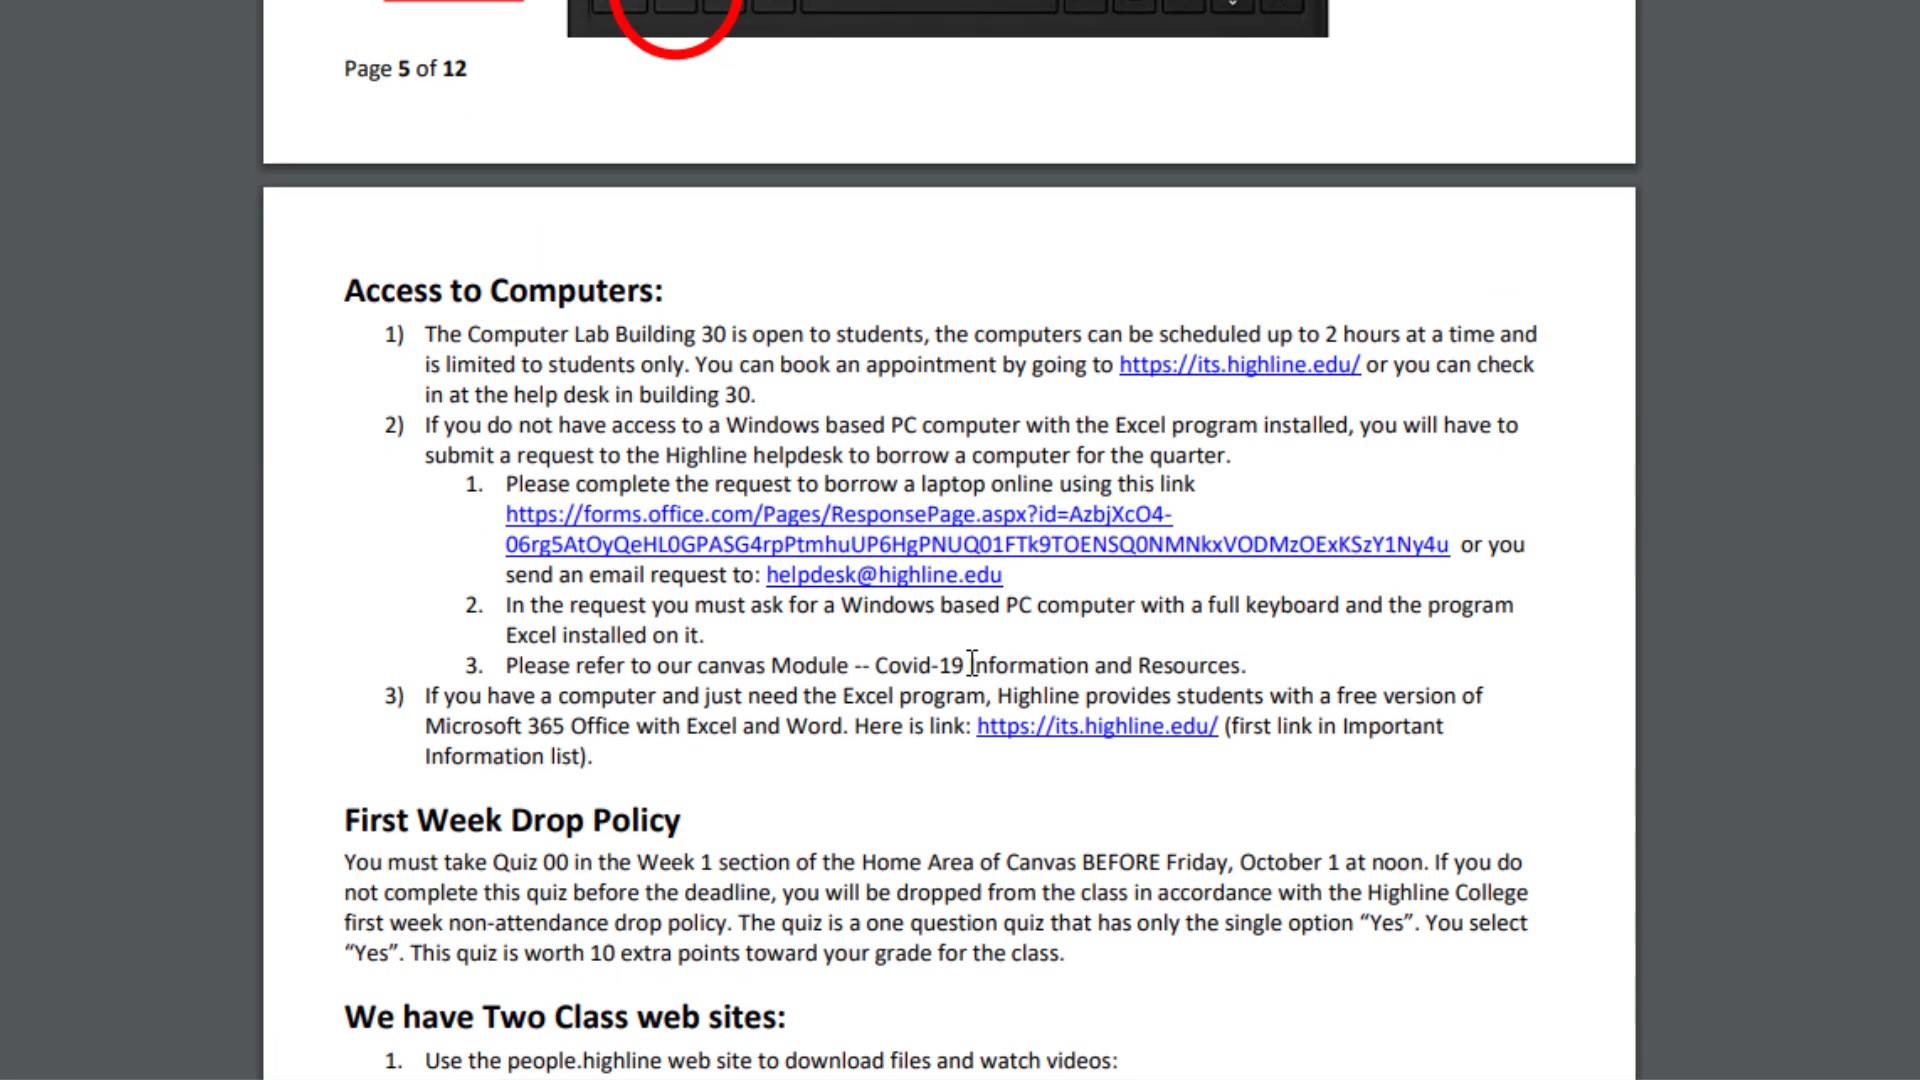 Page 5 of 12
Access to Computers:
1) The Computer Lab Building 30 is open to students, the computers can be scheduled up to 2 hours at a time and
is limited to students only. You can book an appointment by going to https://its.highline.edu/ or you can check
in at the help desk in building 30.
2) If you do not have access to a Windows based PC computer with the Excel program installed, you will have to
submit a request to the Highline helpdesk to borrow a computer for the quarter.
1. Please complete the request to borrow a laptop online using this link
https://forms.office.com/Pages/ResponsePage.aspx?id=AzbjXcO4-
06rg5AtOyQeHL0GPASG4rpPtmhuUP6HgPNUQ01FTk9TOENSQ0NMNkxVODMzOExKSzY1Ny4u or you
send an email request to: helpdesk@highline.edu
2. In the request you must ask for a Windows based PC computer with a full keyboard and the program
Excel installed on it.
3. Please refer to our canvas Module -- Covid-19 Information and Resources.
3) If you have a computer and just need the Excel program, Highline provides students with a free version of
Microsoft 365 Office with Excel and Word. Here is link: https://its.highline.edu/ (first link in Important
Information list).
First Week Drop Policy
You must take Quiz 00 in the Week 1 section of the Home Area of Canvas BEFORE Friday, October 1 at noon. If you do
not complete this quiz before the deadline, you will be dropped from the class in accordance with the Highline College
first week non-attendance drop policy. The quiz is a one question quiz that has only the single option “Yes”. You select
“Yes”. This quiz is worth 10 extra points toward your grade for the class.
We have Two Class web sites:
1. Use the people.highline web site to download files and watch videos: